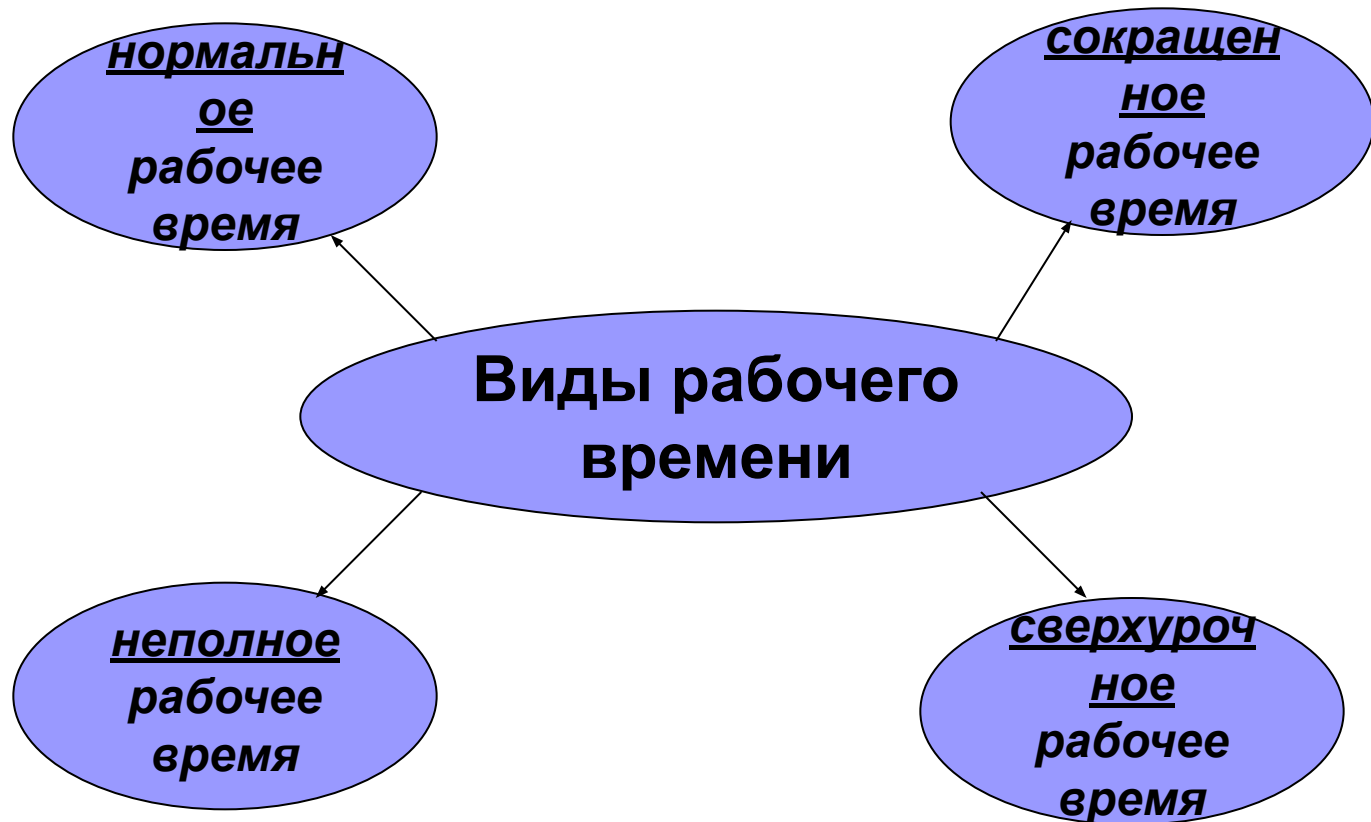 нормальн
ое
рабочее
время
сокращен
ное
рабочее
время
Виды рабочего
времени
неполное
рабочее
время
сверхуроч
ное
рабочее
время